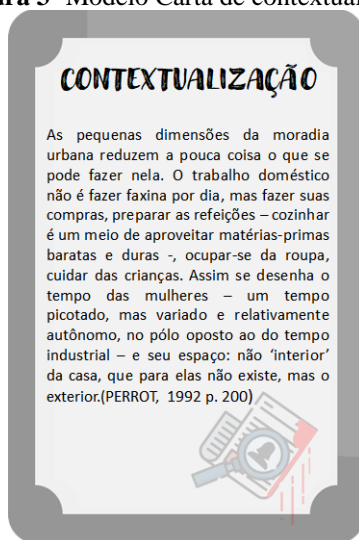 ra 3 Modelo Carta de contextual
CONTEXTUALIZAÇÃO
As pequenas dimensões da moradia
urbana reduzem a pouca coisa o que se
pode fazer nela. O trabalho doméstico
não é fazer faxina por dia, mas fazer suas
compras, preparar as refeições – cozinhar
é um meio de aproveitar matérias-primas
baratas e duras -, ocupar-se da roupa,
cuidar das crianças. Assim se desenha o
tempo das mulheres – um tempo
picotado, mas variado e relativamente
autônomo, no pólo oposto ao do tempo
industrial – e seu espaço: não ‘interior’
da casa, que para elas não existe, mas o
exterior.(PERROT, 1992 p. 200)